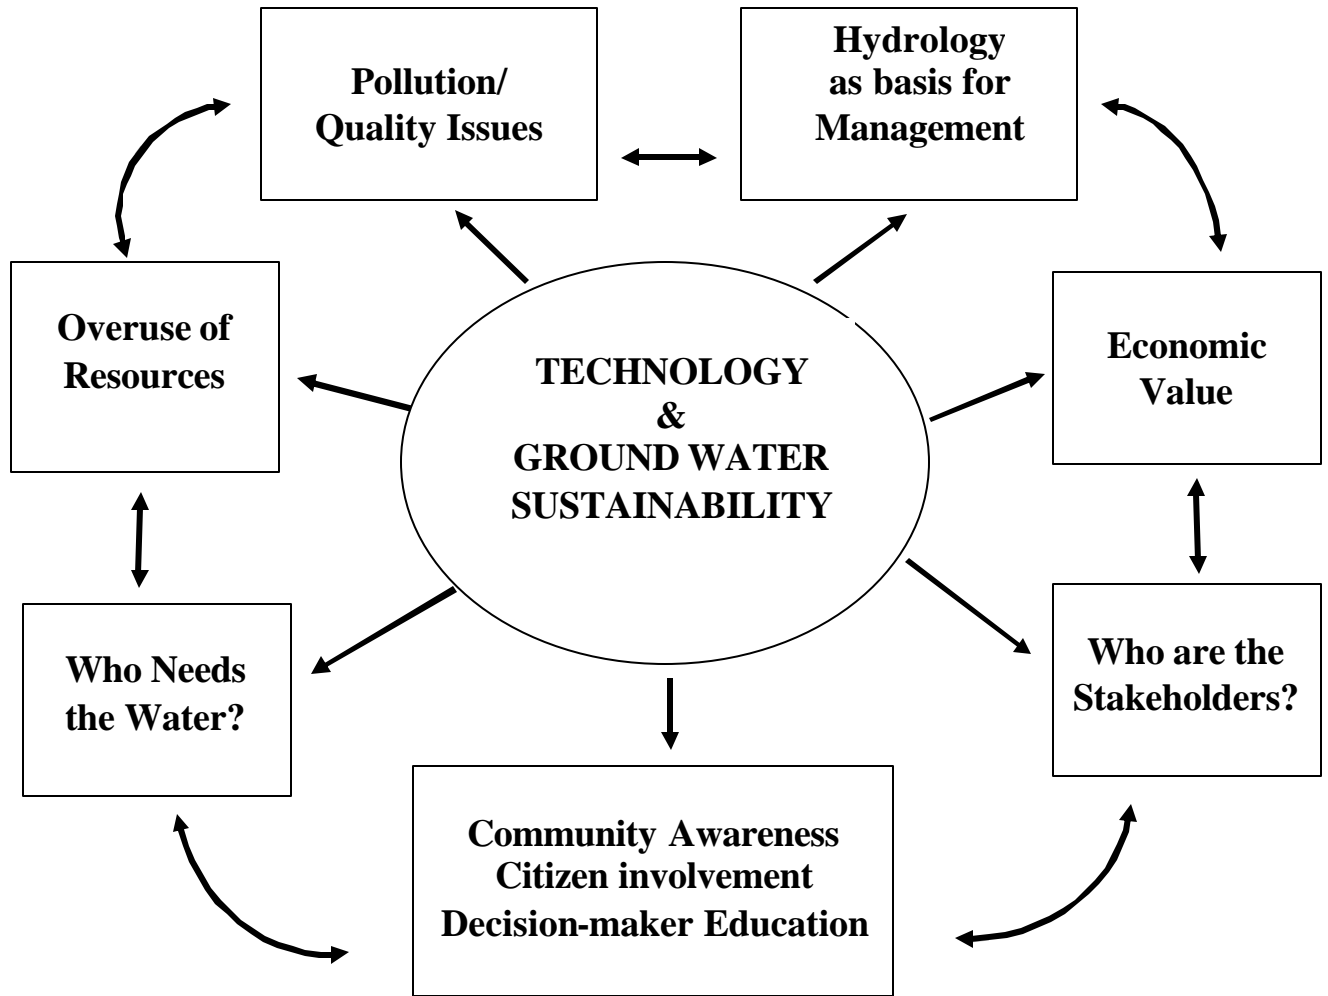 Pollution/
Quality Issues
Hydrology
as basis for
Management
Overuse of
Resources
TECHNOLOGY
&
GROUND WATER
SUSTAINABILITY
Economic
Value
Who Needs
the Water?
Who are the
Stakeholders?
Community Awareness
Citizen involvement
Decision-maker Education